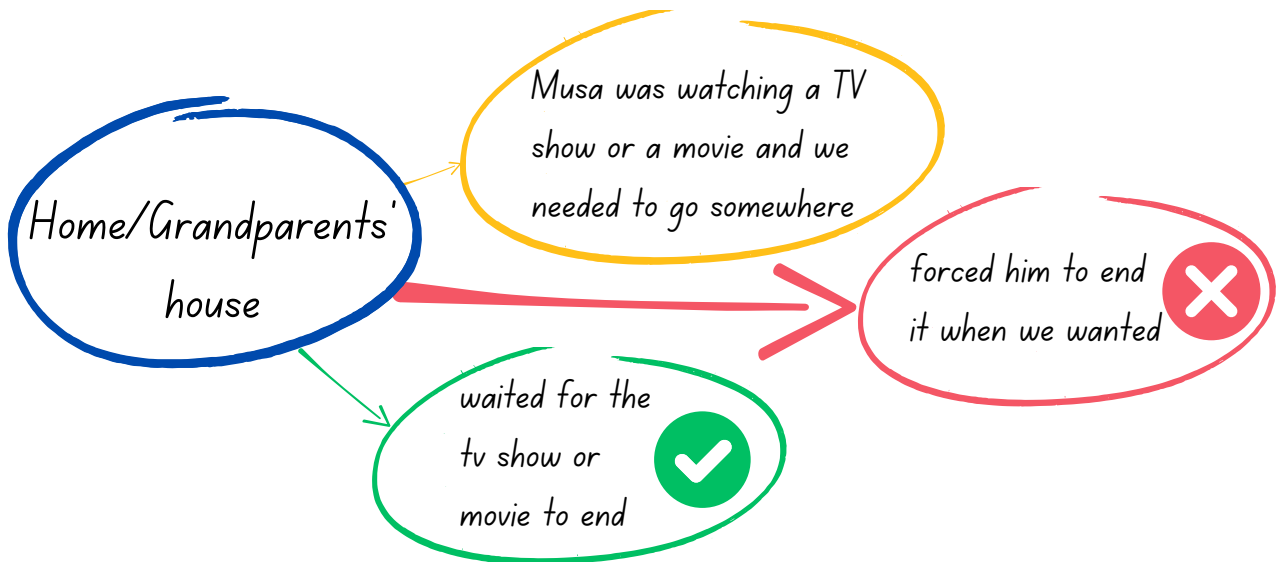 Home/Grandparents'
house
Musa was watching a TV
show or a movie and we
needed to go somewhere
forced him to end
it when we wanted
waited for the
tv show or
movie to end